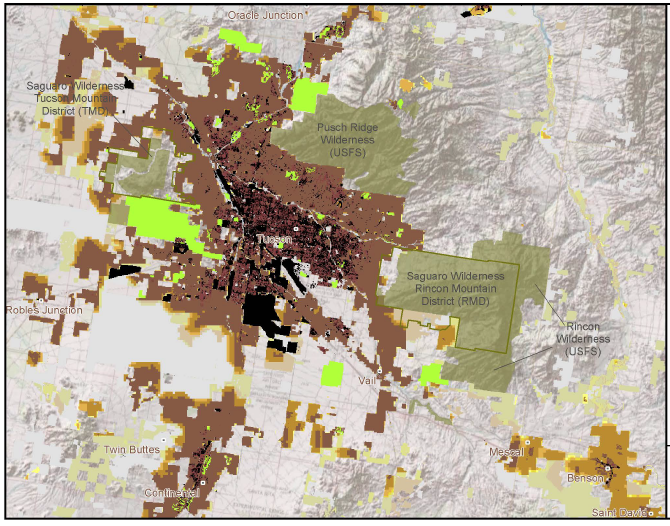 Oracle Junction
Saguaro Wilderness
Tucson Mountain
District (TMD)
Pusch Ridge
Wilderness
(USFS)
Tucson
Saguaro Wilderness
Rincon Mountain
District (RMD)
Robles Junction
Rincon
Wilderness
(USFS)
Vail
Twin Buttes
Mescal
Benson
Continental
Saint David